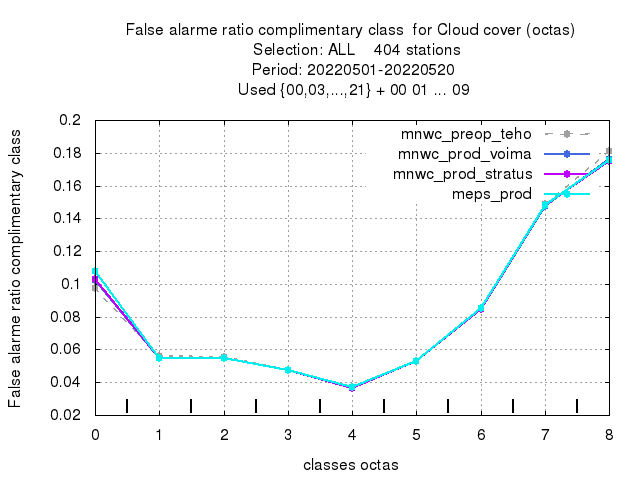 False alarme ratio complimentary class  for Cloud cover (octas)
Selection: ALL    404 stations
Period: 20220501-20220520
Used {00,03,...,21} + 00 01 ... 09
False alarme ratio complimentary class
0.2
0.18
0.16
0.14
0.12
0.1
0.08
0.06
0.04
0.02
mnwc_preop_teho
mnwc_prod_voima
mnwc_prod_stratus
meps_prod
0 1 2 3 4 5 6 7 8
classes octas